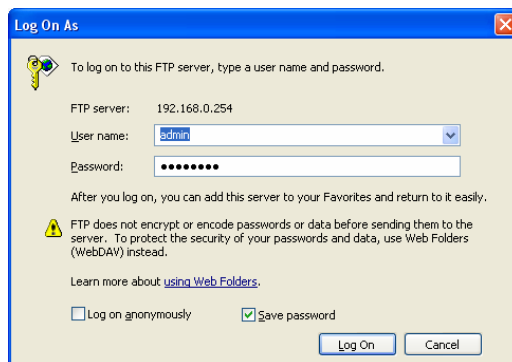 Log On As
To log on to this FTP server, type a user name and password.
FTP server: 192.168.0.254
User name: admin
Password: ••••••••
After you log on, you can add this server to your Favorites and return to it easily.
FTP does not encrypt or encode passwords or data before sending them to the
server. To protect the security of your passwords and data, use Web Folders
(WebDAV) instead.
Learn more about using Web Folders.
Log on anonymously Save password
Log On Cancel